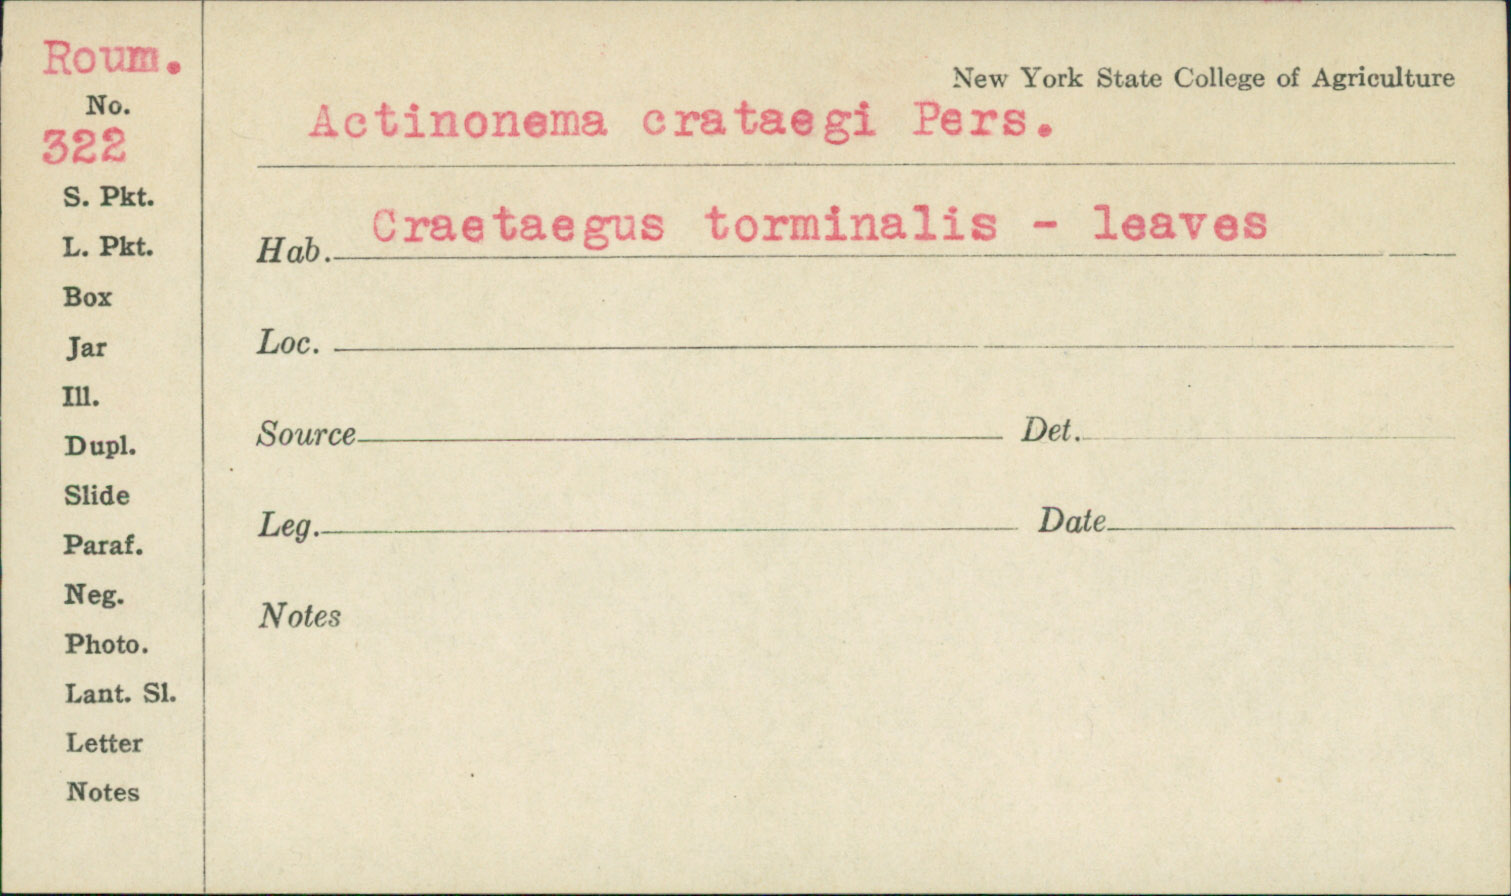 Roum.
No.
322
S. Pkt.
L. Pkt.
Box
Jar
Ill.
Dupl.
Slide
Paraf.
Neg.
Photo.
Lant. Sl.
Letter
Notes
New York State College of Agriculture
Actinonema crataegi Pers.
Hab. Craetaegus torminalis - leaves
Loc.
Source Det.
Leg. Date
Notes